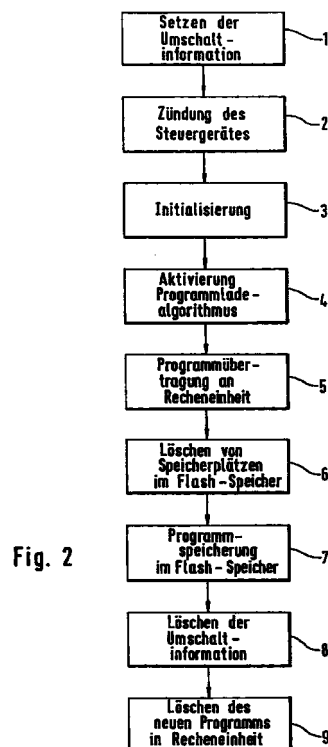 Setzen der
Umschalt-
information
1
Zündung des
Steuergerätes
2
Initialisierung
3
Aktivierung
Programmlade-
algorithmus
4
Programmüber-
tragung an
Recheneinheit
5
Löschen von
Speicherplätzen
im Flash-Speicher
6
Programm-
speicherung
im Flash-Speicher
7
Löschen der
Umschalt-
information
8
Löschen des
neuen Programms
in Recheneinheit
9
Fig. 2